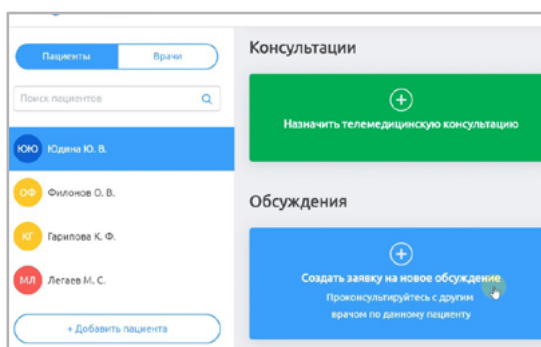 Пациенты
Врачи
Поиск пациентов
ЮЮ
Юдина Ю. В.
ОФ
Филонов О. В.
КГ
Гарипова К. Ф.
МЛ
Легаев М. С.
+ Добавить пациента
Консультации
Назначить телемедицинскую консультацию
Обсуждения
Создать заявку на новое обсуждение
Проконсультируйтесь с другим
врачом по данному пациенту